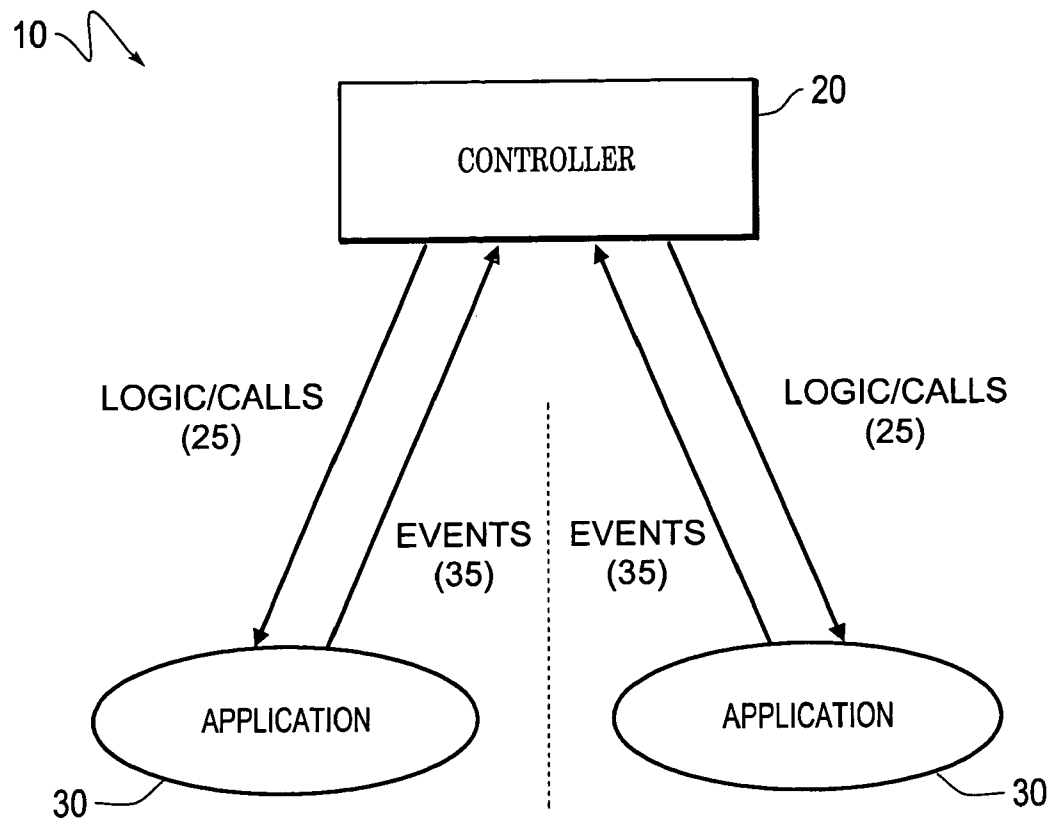 10
20
CONTROLLER
LOGIC/CALLS
(25)
LOGIC/CALLS
(25)
EVENTS
(35)
EVENTS
(35)
APPLICATION
APPLICATION
30
30